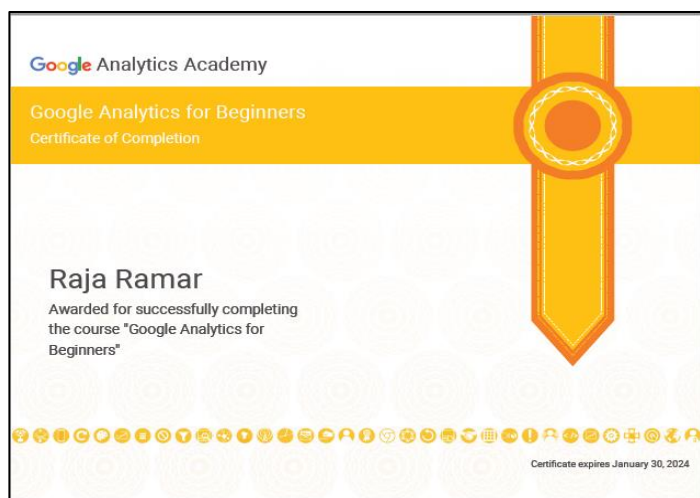 Google Analytics Academy
Google Analytics for Beginners
Certificate of Completion
Raja Ramar
Awarded for successfully completing
the course "Google Analytics for
Beginners"
Certificate expires January 30, 2024